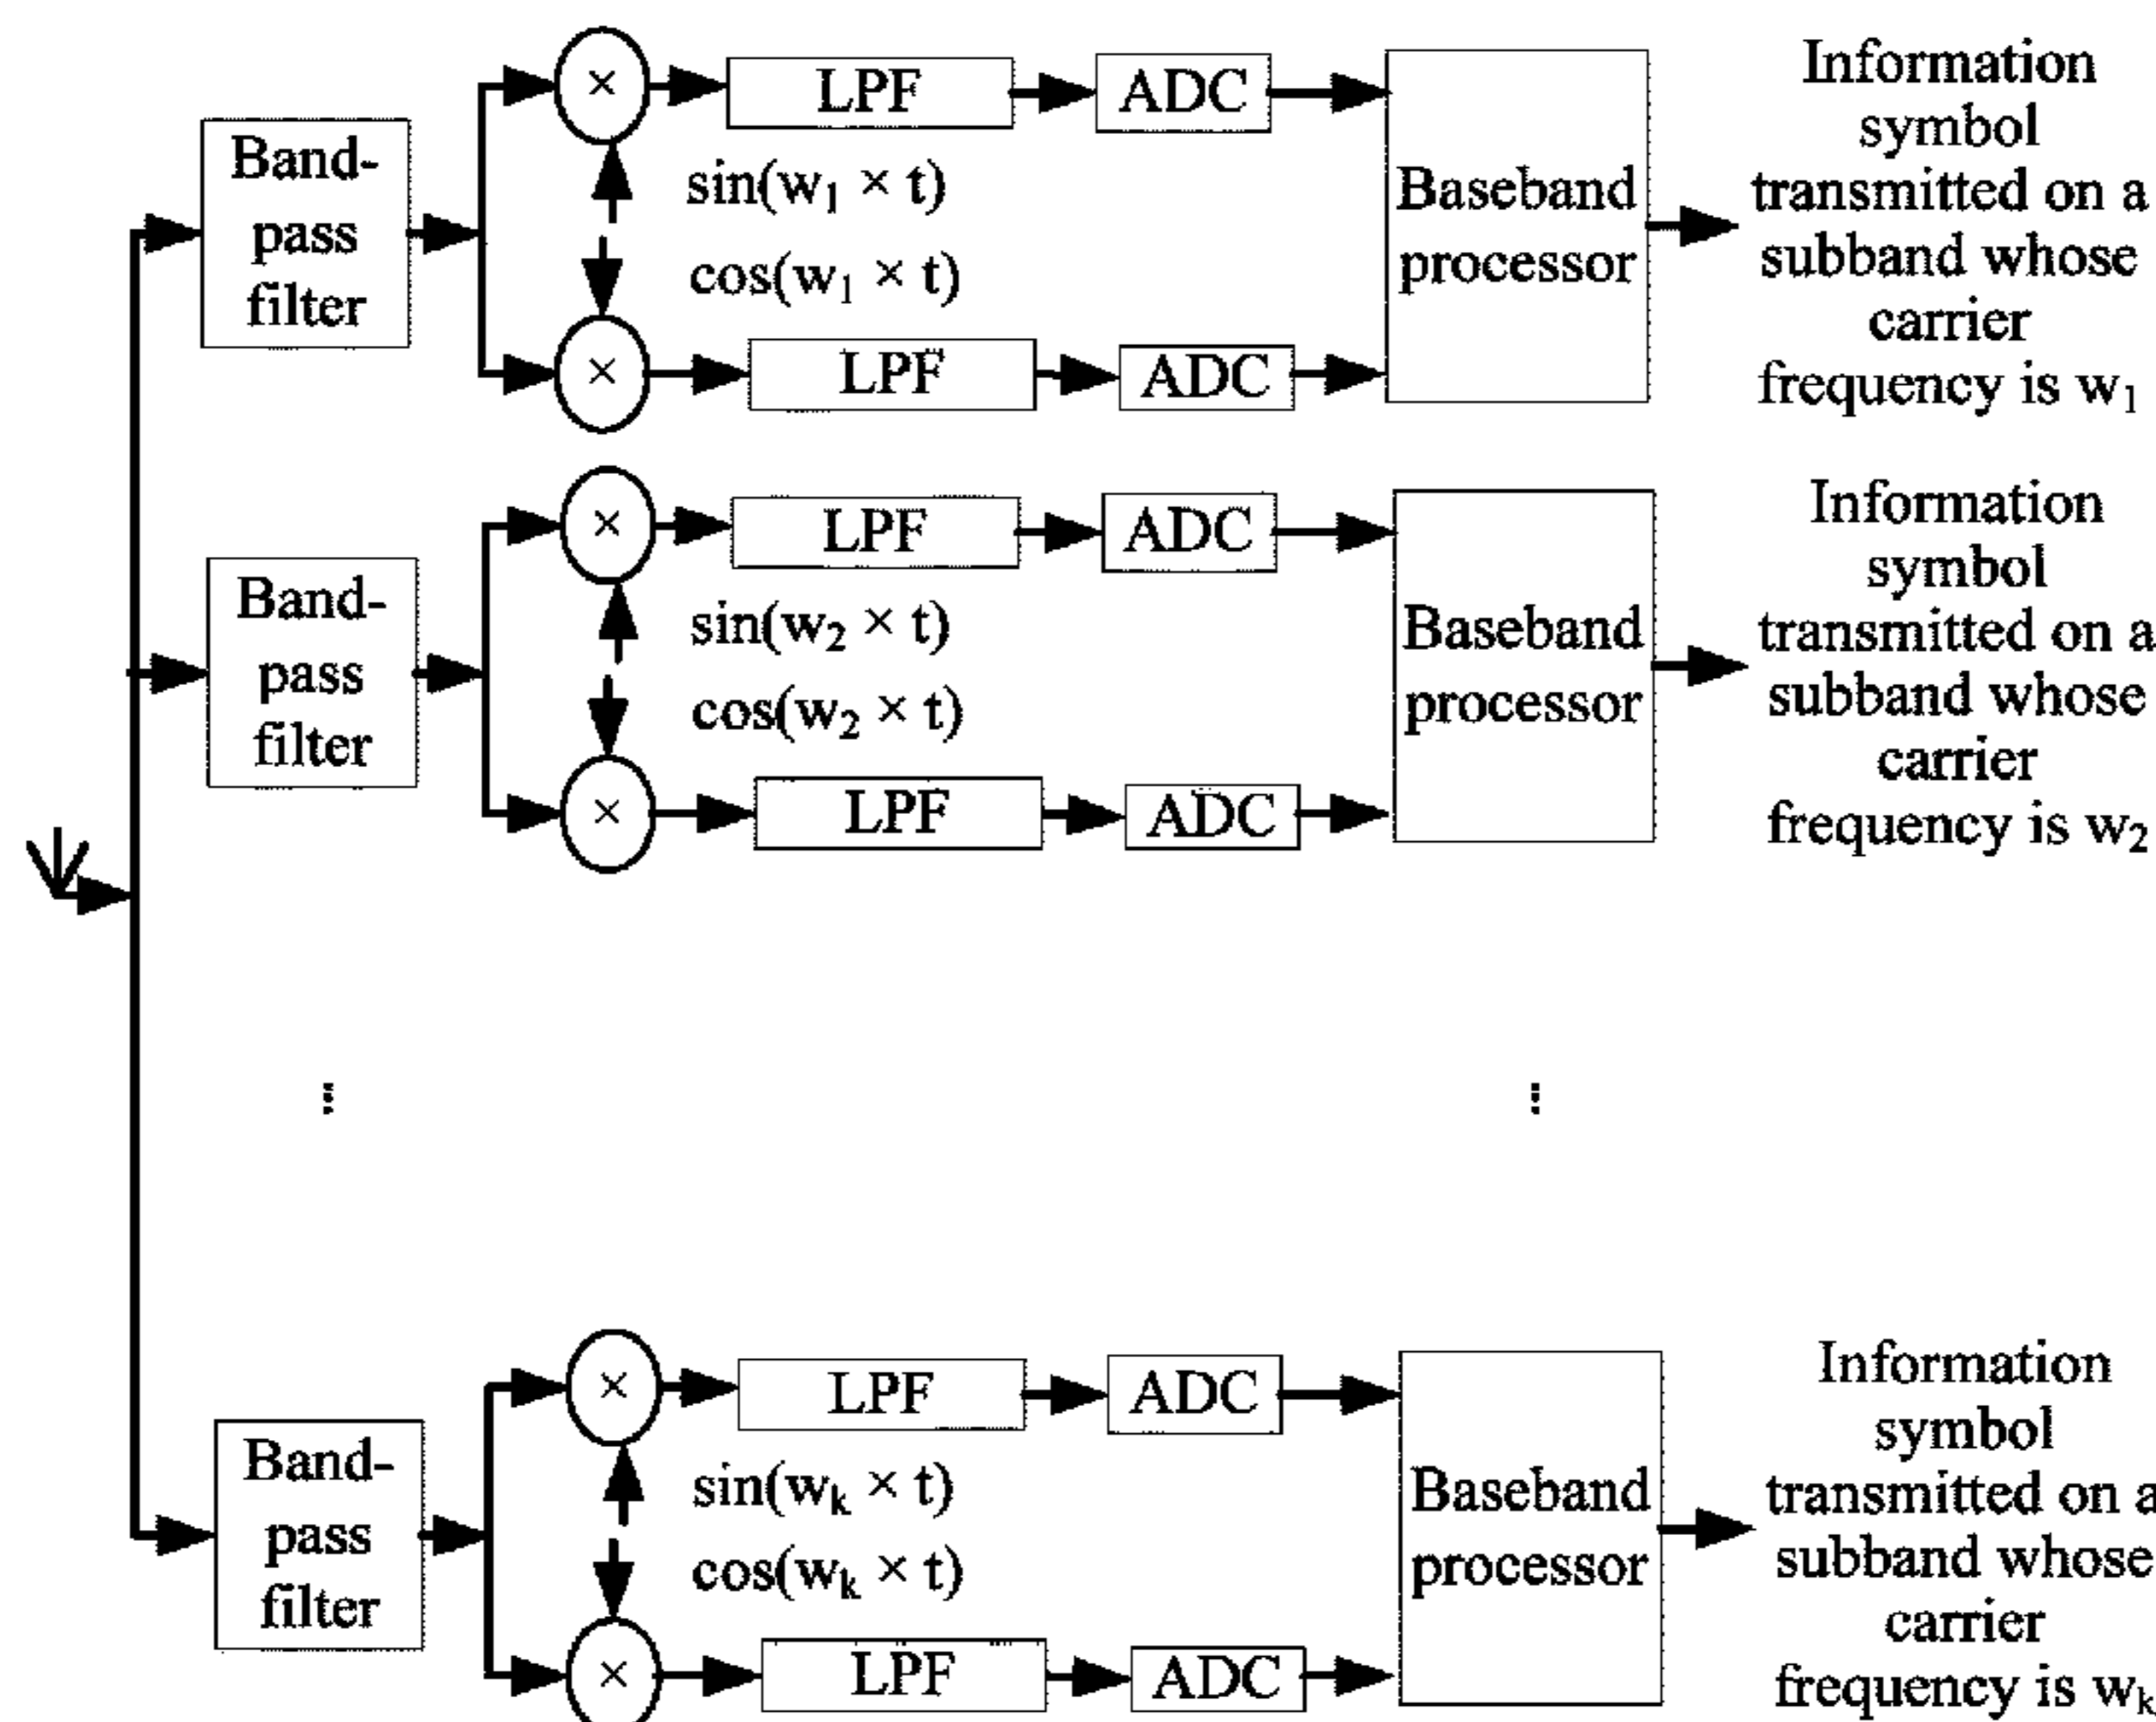 Band-
pass
filter
×
LPF
ADC
sin(w₁ × t)
cos(w₁ × t)
×
LPF
ADC
Baseband
processor
Information
symbol
transmitted on a
subband whose
carrier
frequency is w₁
Band-
pass
filter
×
LPF
ADC
sin(w₂ × t)
cos(w₂ × t)
×
LPF
ADC
Baseband
processor
Information
symbol
transmitted on a
subband whose
carrier
frequency is w₂
⋮
⋮
Band-
pass
filter
×
LPF
ADC
sin(wₖ × t)
cos(wₖ × t)
×
LPF
ADC
Baseband
processor
Information
symbol
transmitted on a
subband whose
carrier
frequency is wₖ